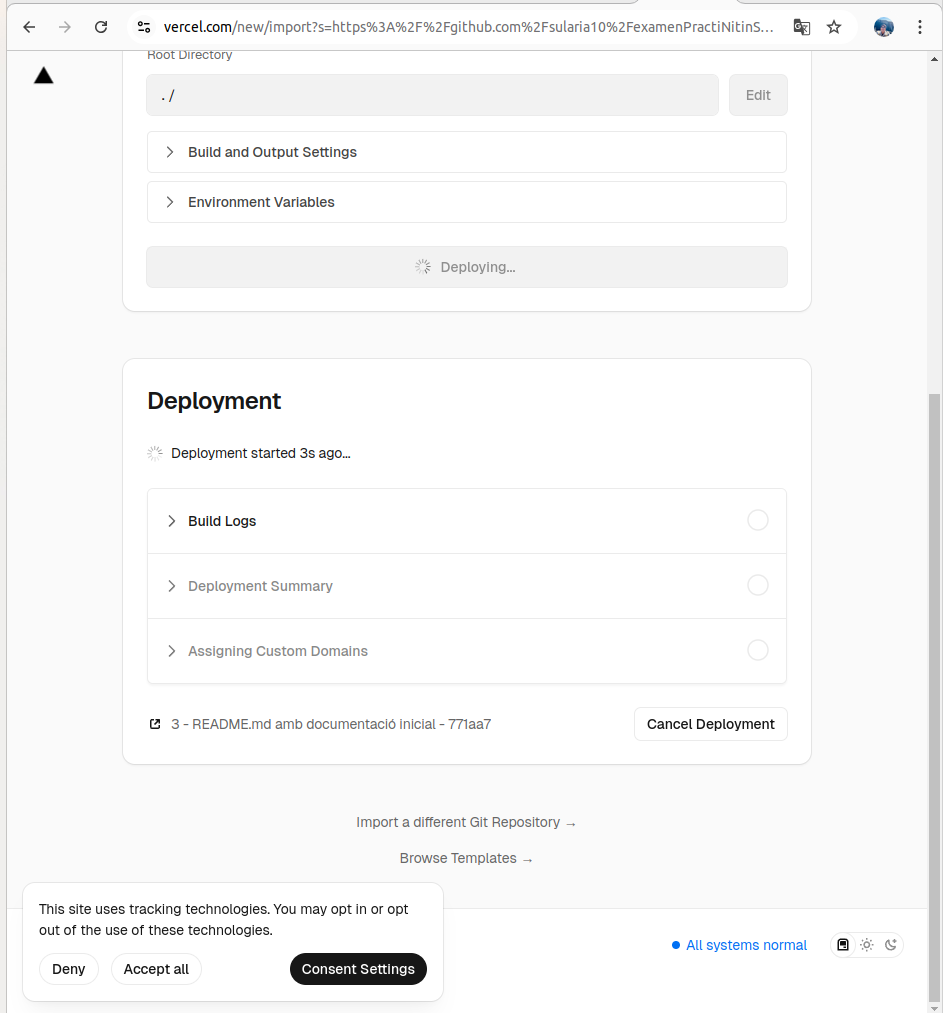 vercel.com/new/import?s=https%3A%2F%2Fgithub.com%2Fsularia10%2FexamenPractiNitinS...
Root Directory
./
Edit
Build and Output Settings
Environment Variables
Deploying...
Deployment
Deployment started 3s ago...
Build Logs
Deployment Summary
Assigning Custom Domains
3 - README.md amb documentació inicial - 771aa7
Cancel Deployment
Import a different Git Repository →
Browse Templates →
This site uses tracking technologies. You may opt in or opt
out of the use of these technologies.
Deny
Accept all
Consent Settings
All systems normal